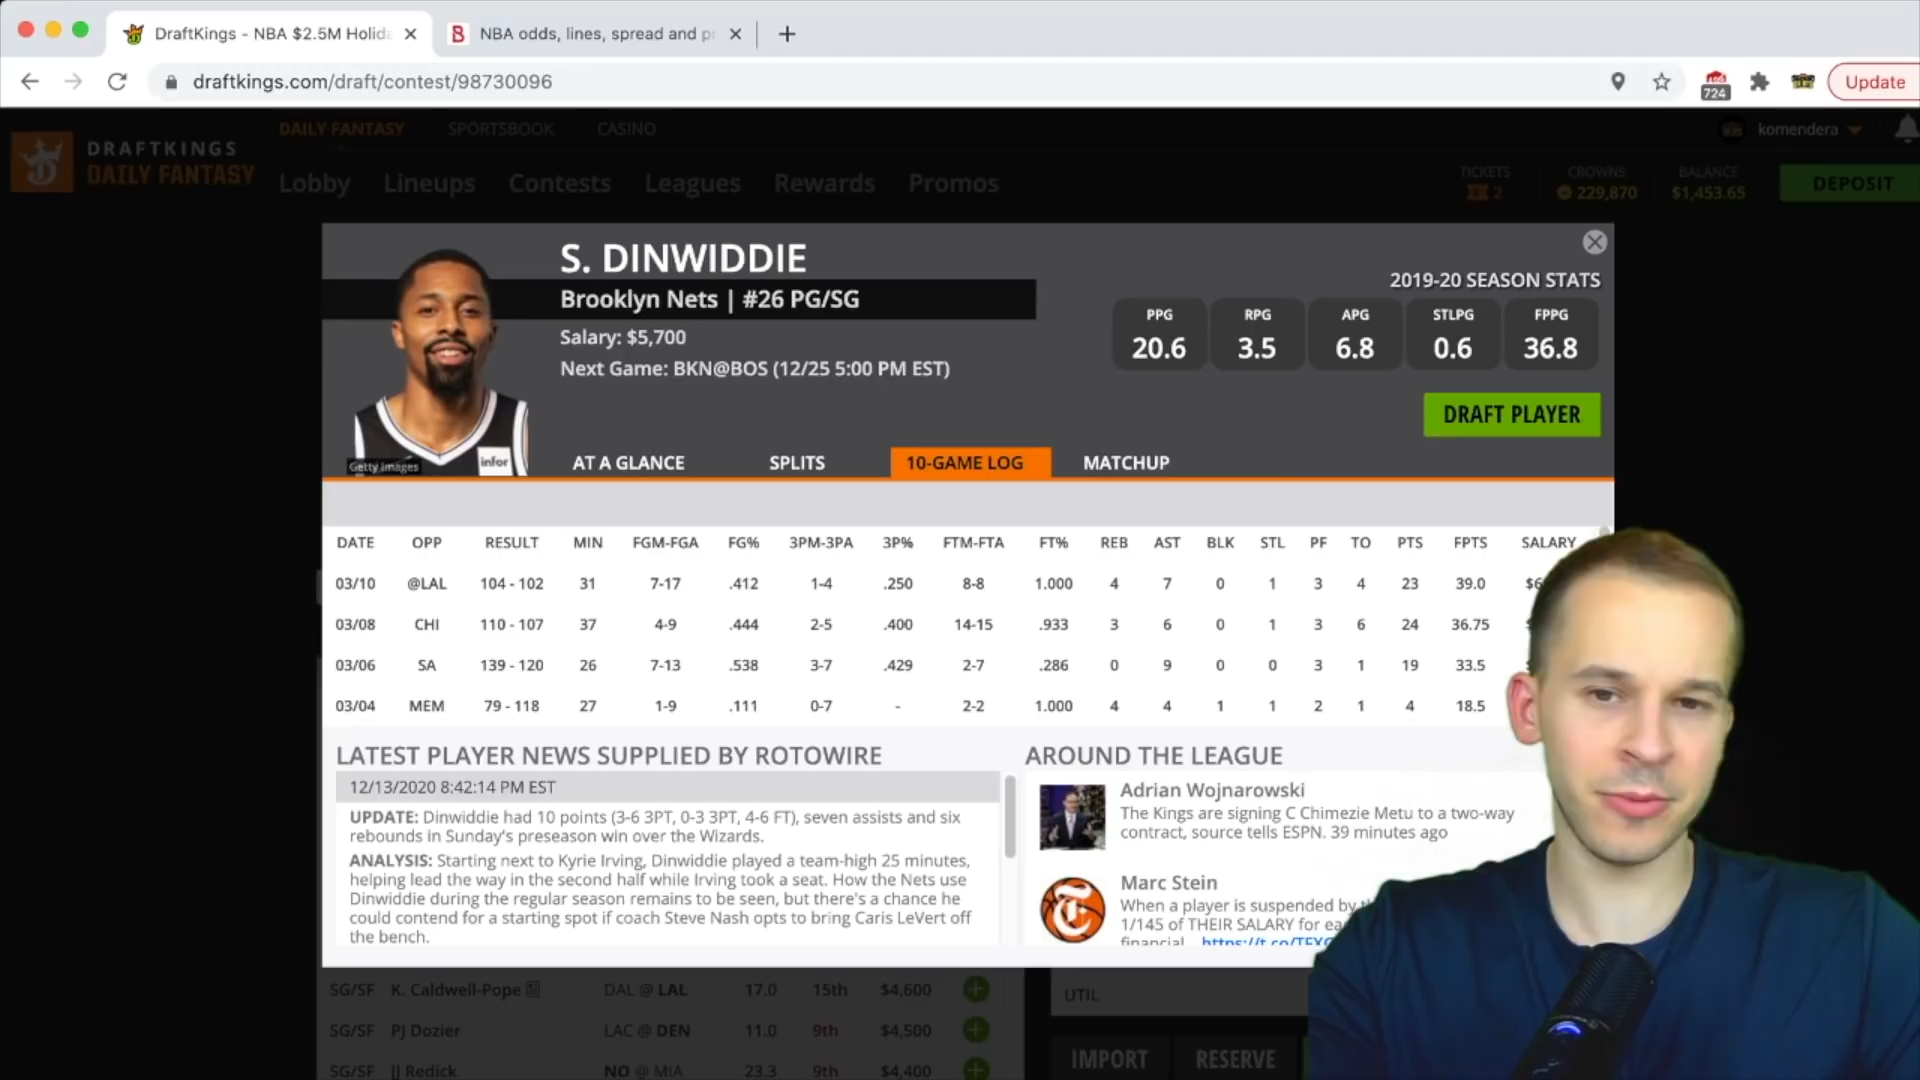 DraftKings - NBA $2.5M Holid
NBA odds, lines, spread and pr
draftkings.com/draft/contest/98730096
724
Update
DRAFTKINGS
DAILY FANTASY
DAILY FANTASY
SPORTSBOOK
CASINO
komendera
Lobby
Lineups
Contests
Leagues
Rewards
Promos
TICKETS
2
CROWNS
229,870
BALANCE
$1,453.65
DEPOSIT
S. DINWIDDIE
Brooklyn Nets | #26 PG/SG
Salary: $5,700
Next Game: BKN@BOS (12/25 5:00 PM EST)
2019-20 SEASON STATS
PPG RPG APG STLPG FPPG
20.6 3.5 6.8 0.6 36.8
DRAFT PLAYER
infor
Getty Images
AT A GLANCE
SPLITS
10-GAME LOG
MATCHUP
DATE OPP RESULT MIN FGM-FGA FG% 3PM-3PA 3P% FTM-FTA FT% REB AST BLK STL PF TO PTS FPTS SALARY
03/10 @LAL 104 - 102 31 7-17 .412 1-4 .250 8-8 1.000 4 7 0 1 3 4 23 39.0 $6
03/08 CHI 110 - 107 37 4-9 .444 2-5 .400 14-15 .933 3 6 0 1 3 6 24 36.75
03/06 SA 139 - 120 26 7-13 .538 3-7 .429 2-7 .286 0 9 0 0 3 1 19 33.5
03/04 MEM 79 - 118 27 1-9 .111 0-7 - 2-2 1.000 4 4 1 1 2 1 4 18.5
LATEST PLAYER NEWS SUPPLIED BY ROTOWIRE
12/13/2020 8:42:14 PM EST
UPDATE: Dinwiddie had 10 points (3-6 3PT, 0-3 3PT, 4-6 FT), seven assists and six
rebounds in Sunday's preseason win over the Wizards.
ANALYSIS: Starting next to Kyrie Irving, Dinwiddie played a team-high 25 minutes,
helping lead the way in the second half while Irving took a seat. How the Nets use
Dinwiddie during the regular season remains to be seen, but there's a chance he
could contend for a starting spot if coach Steve Nash opts to bring Caris LeVert off
the bench.
AROUND THE LEAGUE
Adrian Wojnarowski
The Kings are signing C Chimezie Metu to a two-way
contract, source tells ESPN. 39 minutes ago
Marc Stein
When a player is suspended by
1/145 of THEIR SALARY for ea
financial
SG/SF K. Caldwell-Pope DAL @ LAL 17.0 15th $4,600
SG/SF PJ Dozier LAC @ DEN 11.0 9th $4,500
SG/SF JJ Redick NO @ MIA 23.3 9th $4,400
UTIL
IMPORT
RESERVE